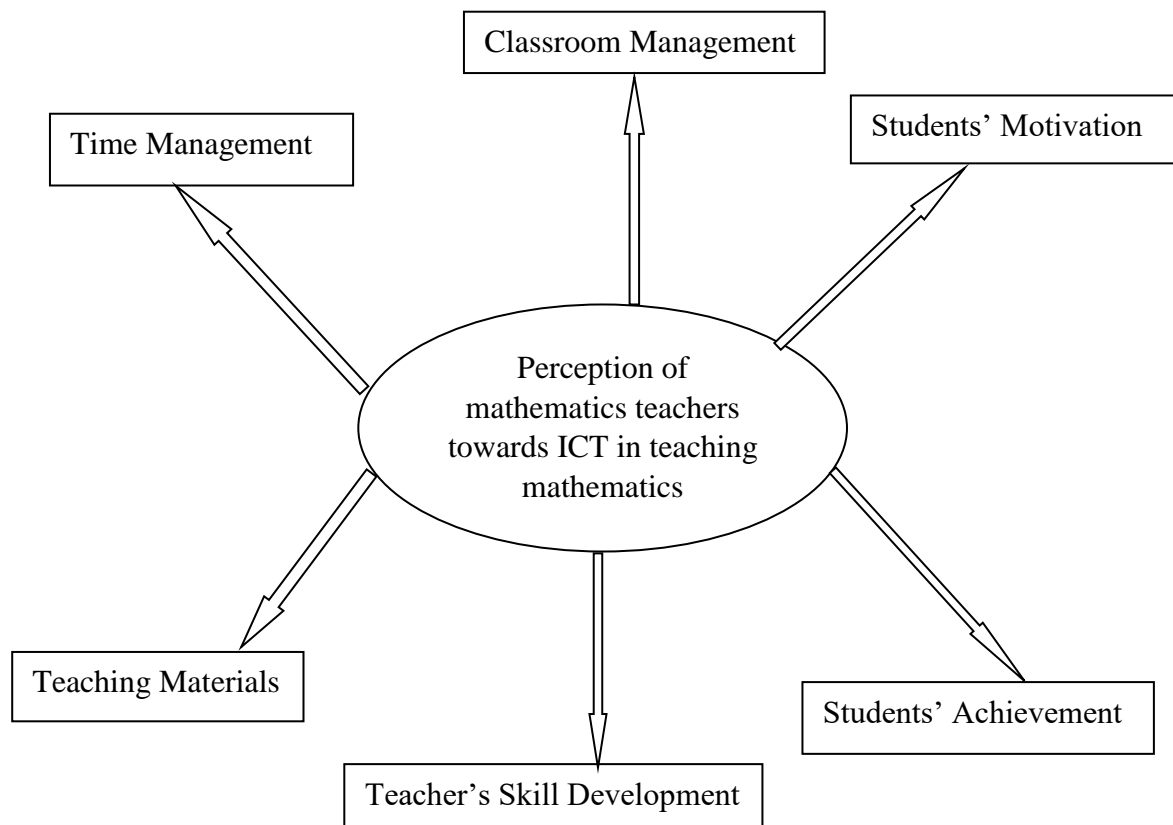 Classroom Management
Time Management
Students’ Motivation
Perception of
mathematics teachers
towards ICT in teaching
mathematics
Teaching Materials
Students’ Achievement
Teacher’s Skill Development